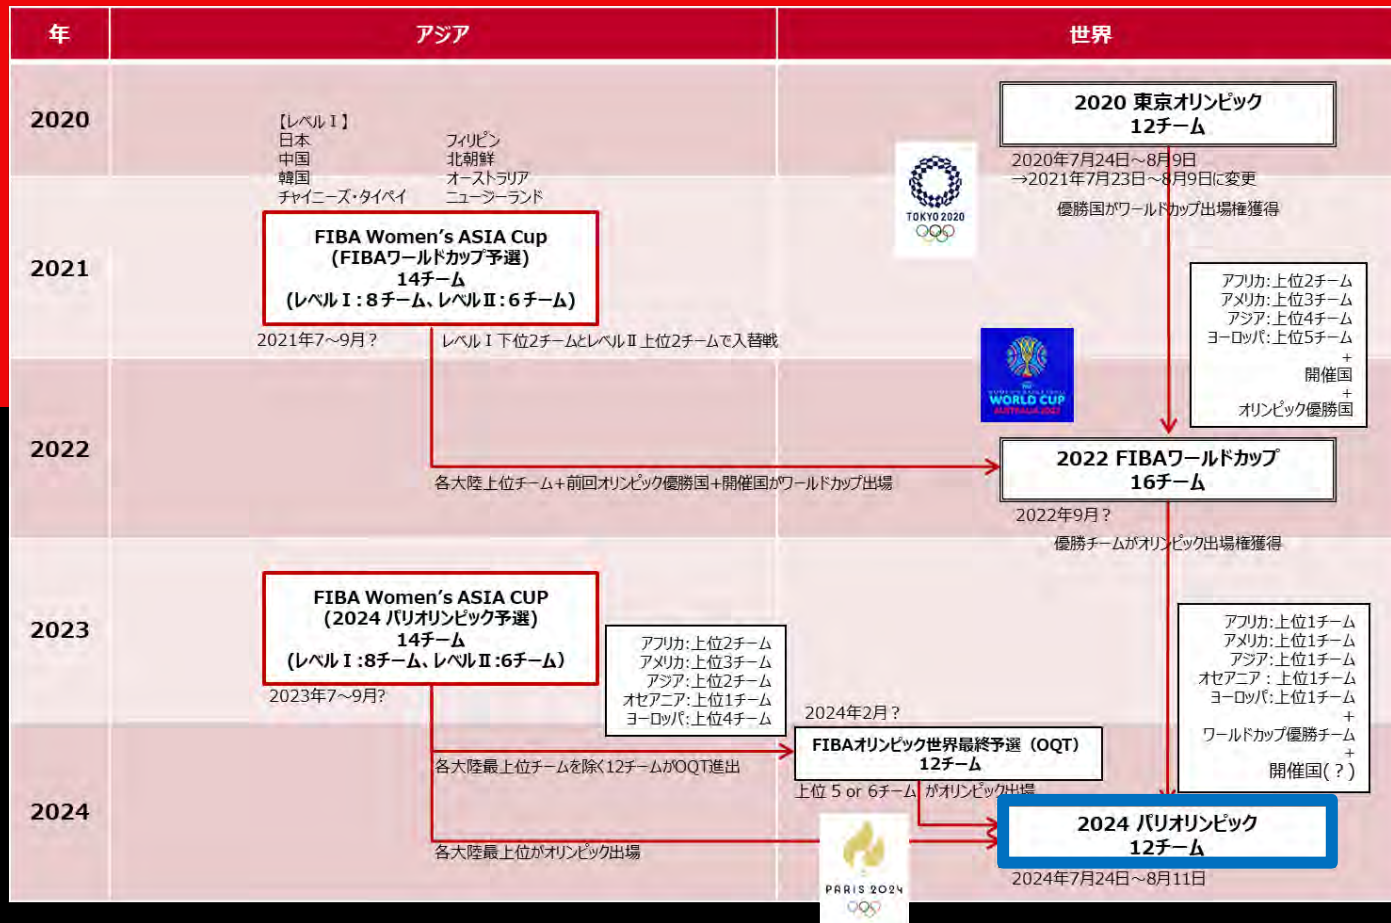 年
アジア
世界
2020
【レベルⅠ】
日本
フィリピン
中国
北朝鮮
韓国
オーストラリア
チャイニーズ・タイペイ
ニュージーランド
2020 東京オリンピック
12チーム
2020年7月24日～8月9日
→2021年7月23日～8月9日に変更
優勝国がワールドカップ出場権獲得
TOKYO 2020
2021
FIBA Women's ASIA Cup
(FIBAワールドカップ予選)
14チーム
(レベルⅠ:8チーム、レベルⅡ:6チーム)
2021年7～9月？
レベルⅠ下位2チームとレベルⅡ上位2チームで入替戦
アフリカ:上位2チーム
アメリカ:上位3チーム
アジア:上位4チーム
ヨーロッパ:上位5チーム
+
開催国
+
オリンピック優勝国
WORLD CUP
AUSTRALIA 2022
2022
2022 FIBAワールドカップ
16チーム
各大陸上位チーム+前回オリンピック優勝国+開催国がワールドカップ出場
2022年9月？
優勝チームがオリンピック出場権獲得
2023
FIBA Women's ASIA CUP
(2024 パリオリンピック予選)
14チーム
(レベルⅠ:8チーム、レベルⅡ:6チーム)
2023年7～9月?
アフリカ:上位2チーム
アメリカ:上位3チーム
アジア:上位2チーム
オセアニア:上位1チーム
ヨーロッパ:上位4チーム
アフリカ:上位1チーム
アメリカ:上位1チーム
アジア:上位1チーム
オセアニア：上位1チーム
ヨーロッパ:上位1チーム
+
ワールドカップ優勝チーム
+
開催国(？)
2024
2024年2月？
FIBAオリンピック世界最終予選（OQT）
12チーム
各大陸最上位チームを除く12チームがOQT進出
上位 5 or 6チーム がオリンピック出場
2024 パリオリンピック
12チーム
各大陸最上位がオリンピック出場
2024年7月24日～8月11日
PARIS 2024